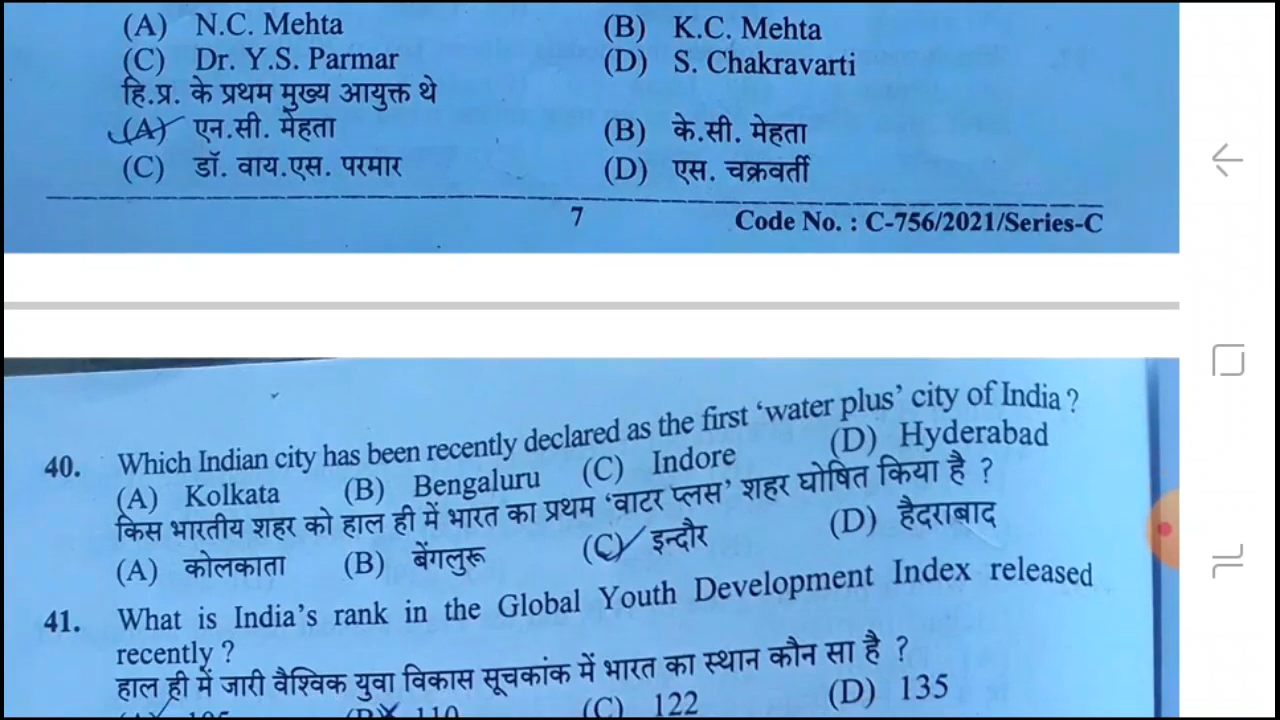 (A) N.C. Mehta (B) K.C. Mehta
(C) Dr. Y.S. Parmar (D) S. Chakravarti
हि.प्र. के प्रथम मुख्य आयुक्त थे
(A) एन.सी. मेहता (B) के.सी. मेहता
(C) डॉ. वाय.एस. परमार (D) एस. चक्रवर्ती
7 Code No. : C-756/2021/Series-C
40. Which Indian city has been recently declared as the first ‘water plus’ city of India ?
(A) Kolkata (B) Bengaluru (C) Indore (D) Hyderabad
किस भारतीय शहर को हाल ही में भारत का प्रथम ‘वाटर प्लस’ शहर घोषित किया है ?
(A) कोलकाता (B) बेंगलुरू (C) इन्दौर (D) हैदराबाद
41. What is India’s rank in the Global Youth Development Index released
recently ?
हाल ही में जारी वैश्विक युवा विकास सूचकांक में भारत का स्थान कौन सा है ?
(B) 110 (C) 122 (D) 135